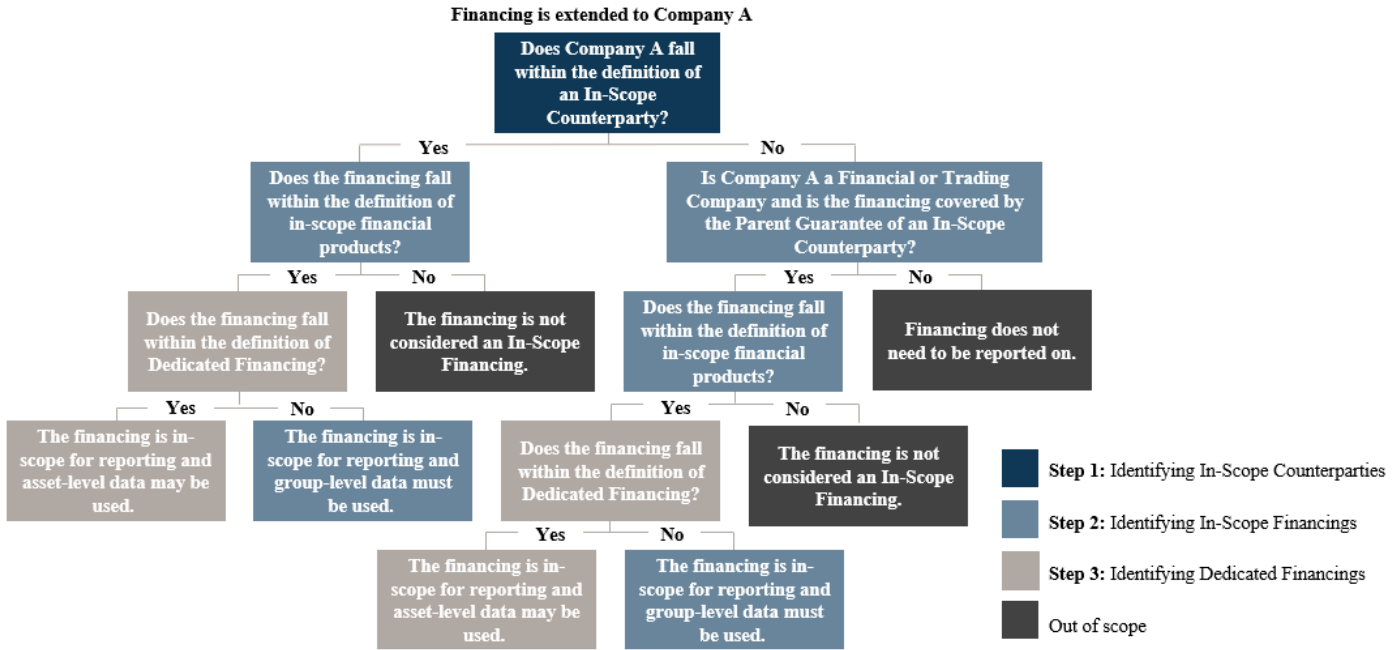 Financing is extended to Company A
Does Company A fall
within the definition of
an In-Scope
Counterparty?
Yes
No
Does the financing fall
within the definition of
in-scope financial
products?
Is Company A a Financial or Trading
Company and is the financing covered by
the Parent Guarantee of an In-Scope
Counterparty?
Yes
No
Yes
No
Does the financing fall
within the definition of
Dedicated Financing?
The financing is not
considered an In-Scope
Financing.
Does the financing fall
within the definition of
in-scope financial
products?
Financing does not
need to be reported on.
Yes
No
Yes
No
The financing is in-
scope for reporting and
asset-level data may be
used.
The financing is in-
scope for reporting and
group-level data must
be used.
Does the financing fall
within the definition of
Dedicated Financing?
The financing is not
considered an In-Scope
Financing.
Yes
No
The financing is in-
scope for reporting and
asset-level data may be
used.
The financing is in-
scope for reporting and
group-level data must
be used.
Step 1: Identifying In-Scope Counterparties
Step 2: Identifying In-Scope Financings
Step 3: Identifying Dedicated Financings
Out of scope